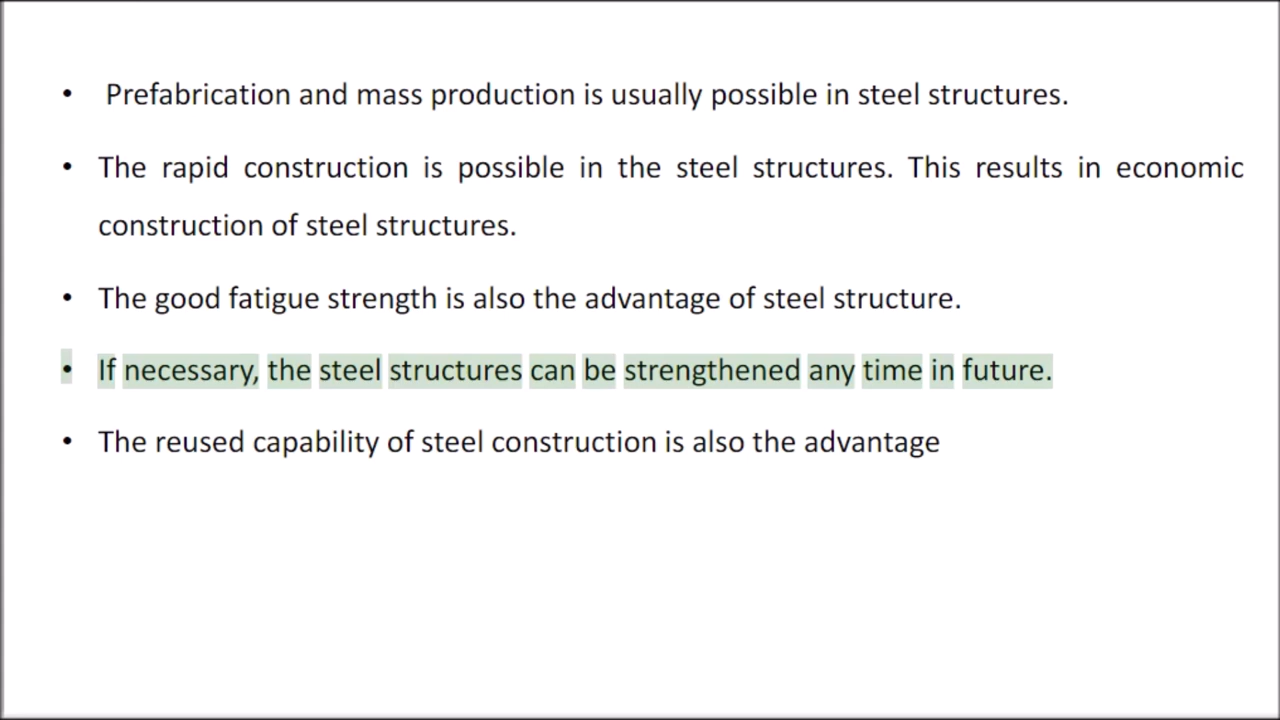 • Prefabrication and mass production is usually possible in steel structures.
• The rapid construction is possible in the steel structures. This results in economic
construction of steel structures.
• The good fatigue strength is also the advantage of steel structure.
• If necessary, the steel structures can be strengthened any time in future.
• The reused capability of steel construction is also the advantage